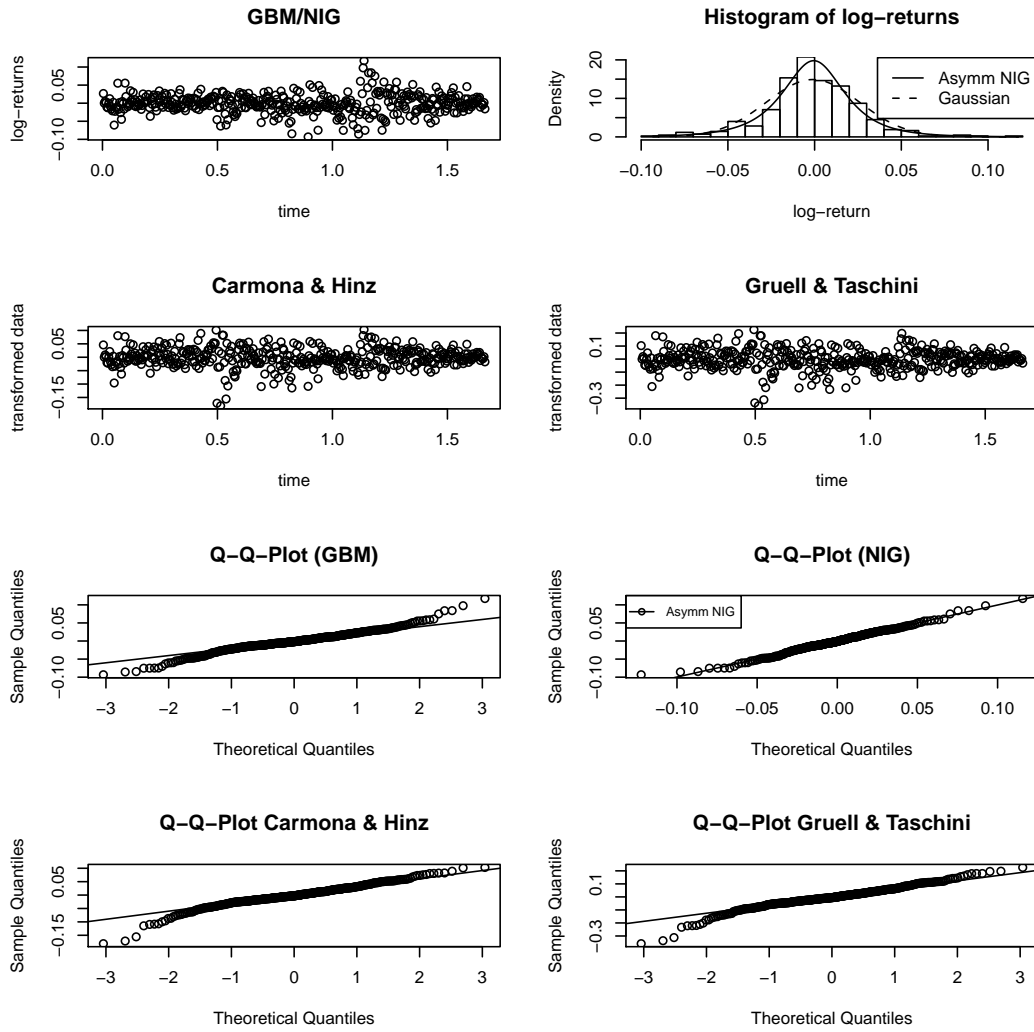 GBM/NIG
log−returns
0.05
−0.10
0.0 0.5 1.0 1.5
time
Histogram of log−returns
Density
20
10
0
Asymm NIG
Gaussian
−0.10 −0.05 0.00 0.05 0.10
log−return
Carmona & Hinz
transformed data
0.05
−0.15
0.0 0.5 1.0 1.5
time
Gruell & Taschini
transformed data
0.1
−0.3
0.0 0.5 1.0 1.5
time
Q−Q−Plot (GBM)
Sample Quantiles
0.05
−0.10
−3 −2 −1 0 1 2 3
Theoretical Quantiles
Q−Q−Plot (NIG)
Sample Quantiles
0.05
−0.10
Asymm NIG
−0.10 −0.05 0.00 0.05 0.10
Theoretical Quantiles
Q−Q−Plot Carmona & Hinz
Sample Quantiles
0.05
−0.15
−3 −2 −1 0 1 2 3
Theoretical Quantiles
Q−Q−Plot Gruell & Taschini
Sample Quantiles
0.1
−0.3
−3 −2 −1 0 1 2 3
Theoretical Quantiles